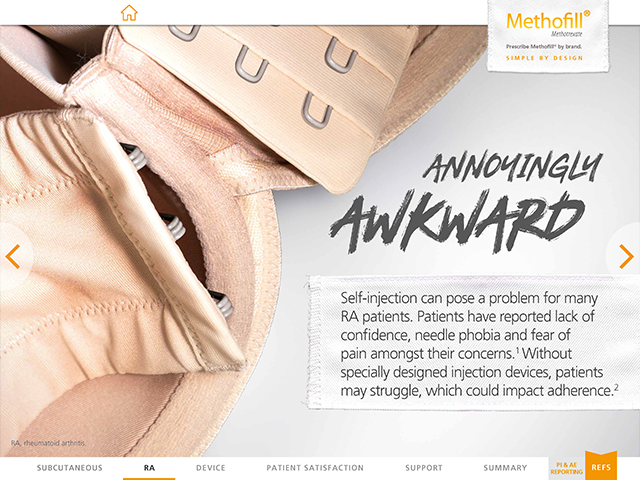 Methofill®
Methotrexate
Prescribe Methofill® by brand.
SIMPLE BY DESIGN
ANNOYINGLY
AWKWARD
Self-injection can pose a problem for many
RA patients. Patients have reported lack of
confidence, needle phobia and fear of
pain amongst their concerns.¹ Without
specially designed injection devices, patients
may struggle, which could impact adherence.²
RA, rheumatoid arthritis.
SUBCUTANEOUS
RA
DEVICE
PATIENT SATISFACTION
SUPPORT
SUMMARY
PI & AE
REPORTING
REFS